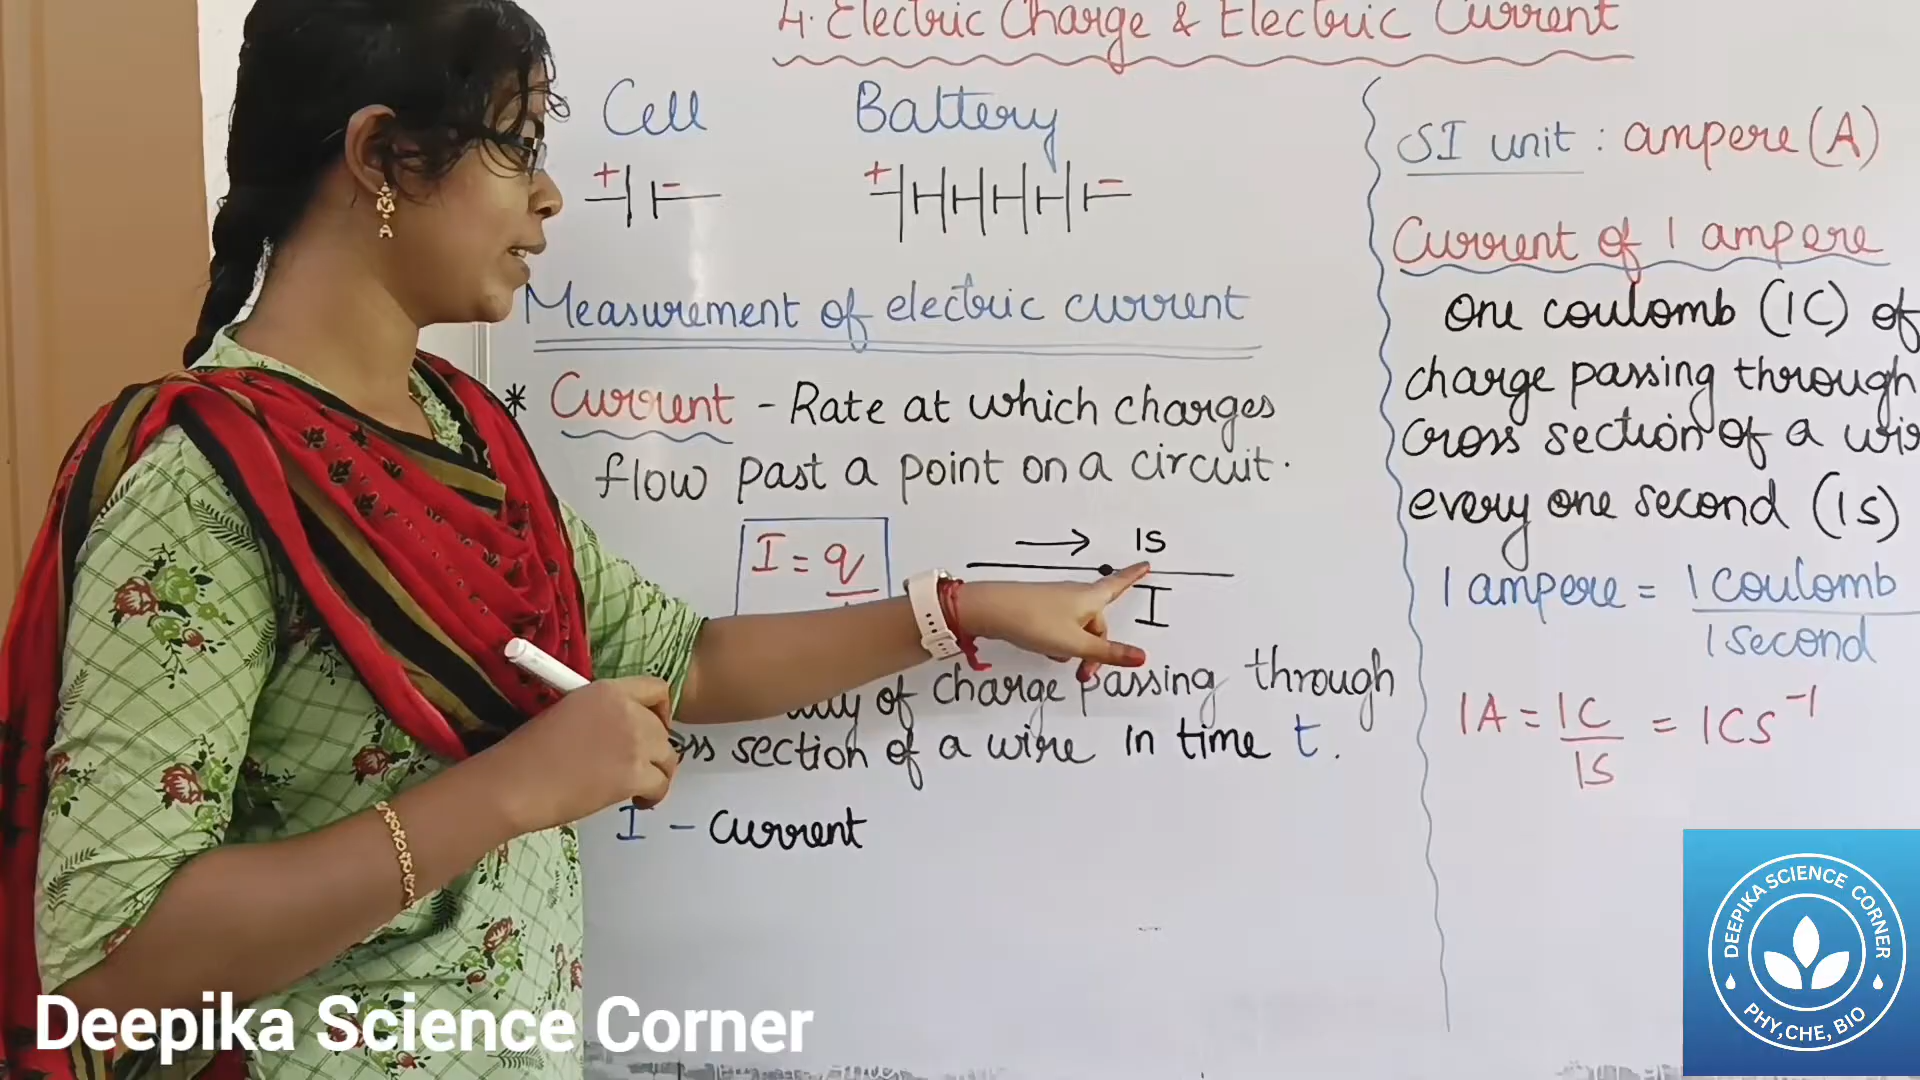 4. Electric Charge & Electric Current
Cell
Battery
+ -
+ -
Measurement of electric current
* Current - Rate at which charges
flow past a point on a circuit.
I = q
1s
I
of charge passing through
section of a wire in time t.
I - Current
SI unit : ampere (A)
Current of 1 ampere
One coulomb (1C) of
charge passing through
cross section of a
every one second (1s)
1 ampere = 1 coulomb
1 second
1A = 1C = 1Cs⁻¹
1s
DEEPIKA SCIENCE CORNER
PHY, CHE, BIO
Deepika Science Corner